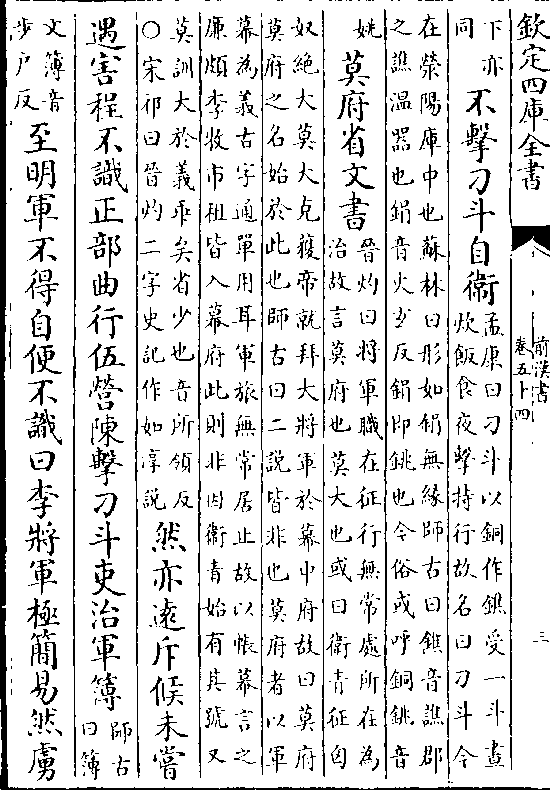 欽定四庫全書
前漢書
卷五十四
三
下亦
同
不擊刀斗自衞
孟康曰刁斗以銅作鐎受一斗晝
炊飯食夜擊持行故名曰刁斗今
在滎陽庫中也蘇林曰形如鋗無緣師古曰鐎音譙郡
之譙温器也鋗音火玄反鋗即銚也今俗或呼銅銚音
姚
莫府省文書
晉灼曰將軍職在征行無常處所在為
治故言莫府也莫大也或曰衞青征匈
奴絶大莫大克獲帝就拜大將軍於幕中府故曰莫府
莫府之名始於此也師古曰二說皆非也莫府者以軍
幕為義古字通單用耳軍旅無常居止故以帳幕言之
廉頗李牧市租皆入幕府此則非因衞青始有其號又
莫訓大於義乖矣省少也音所領反
○宋祁曰晉灼二字史記作如淳說
然亦遠斥候未嘗
遇害程不識正部曲行伍營陳擊刀斗吏治軍簿
師古
曰簿
文簿音
步户反
至明軍不得自便不識曰李將軍極簡易然虜